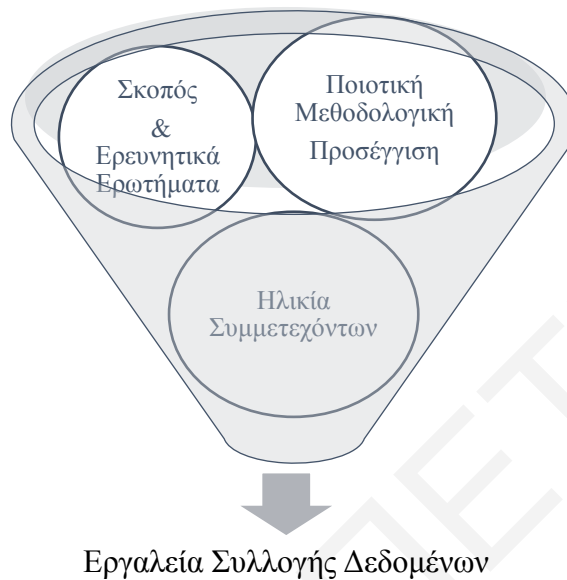 Σκοπός
&
Ερευνητικά
Ερωτήματα
Ποιοτική
Μεθοδολογική
Προσέγγιση
Ηλικία
Συμμετεχόντων
Εργαλεία Συλλογής Δεδομένων